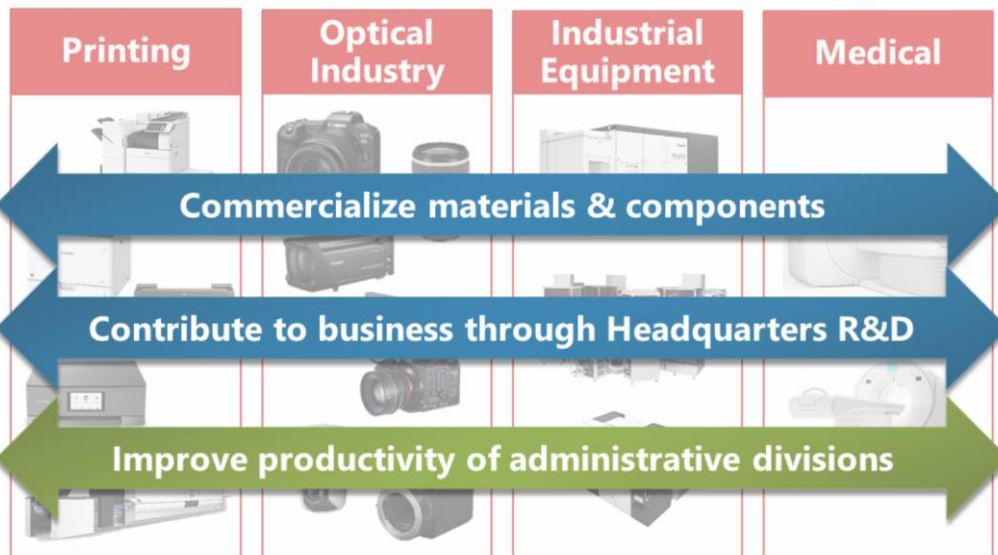 Printing
Optical
Industry
Industrial
Equipment
Medical
Commercialize materials & components
Contribute to business through Headquarters R&D
Improve productivity of administrative divisions